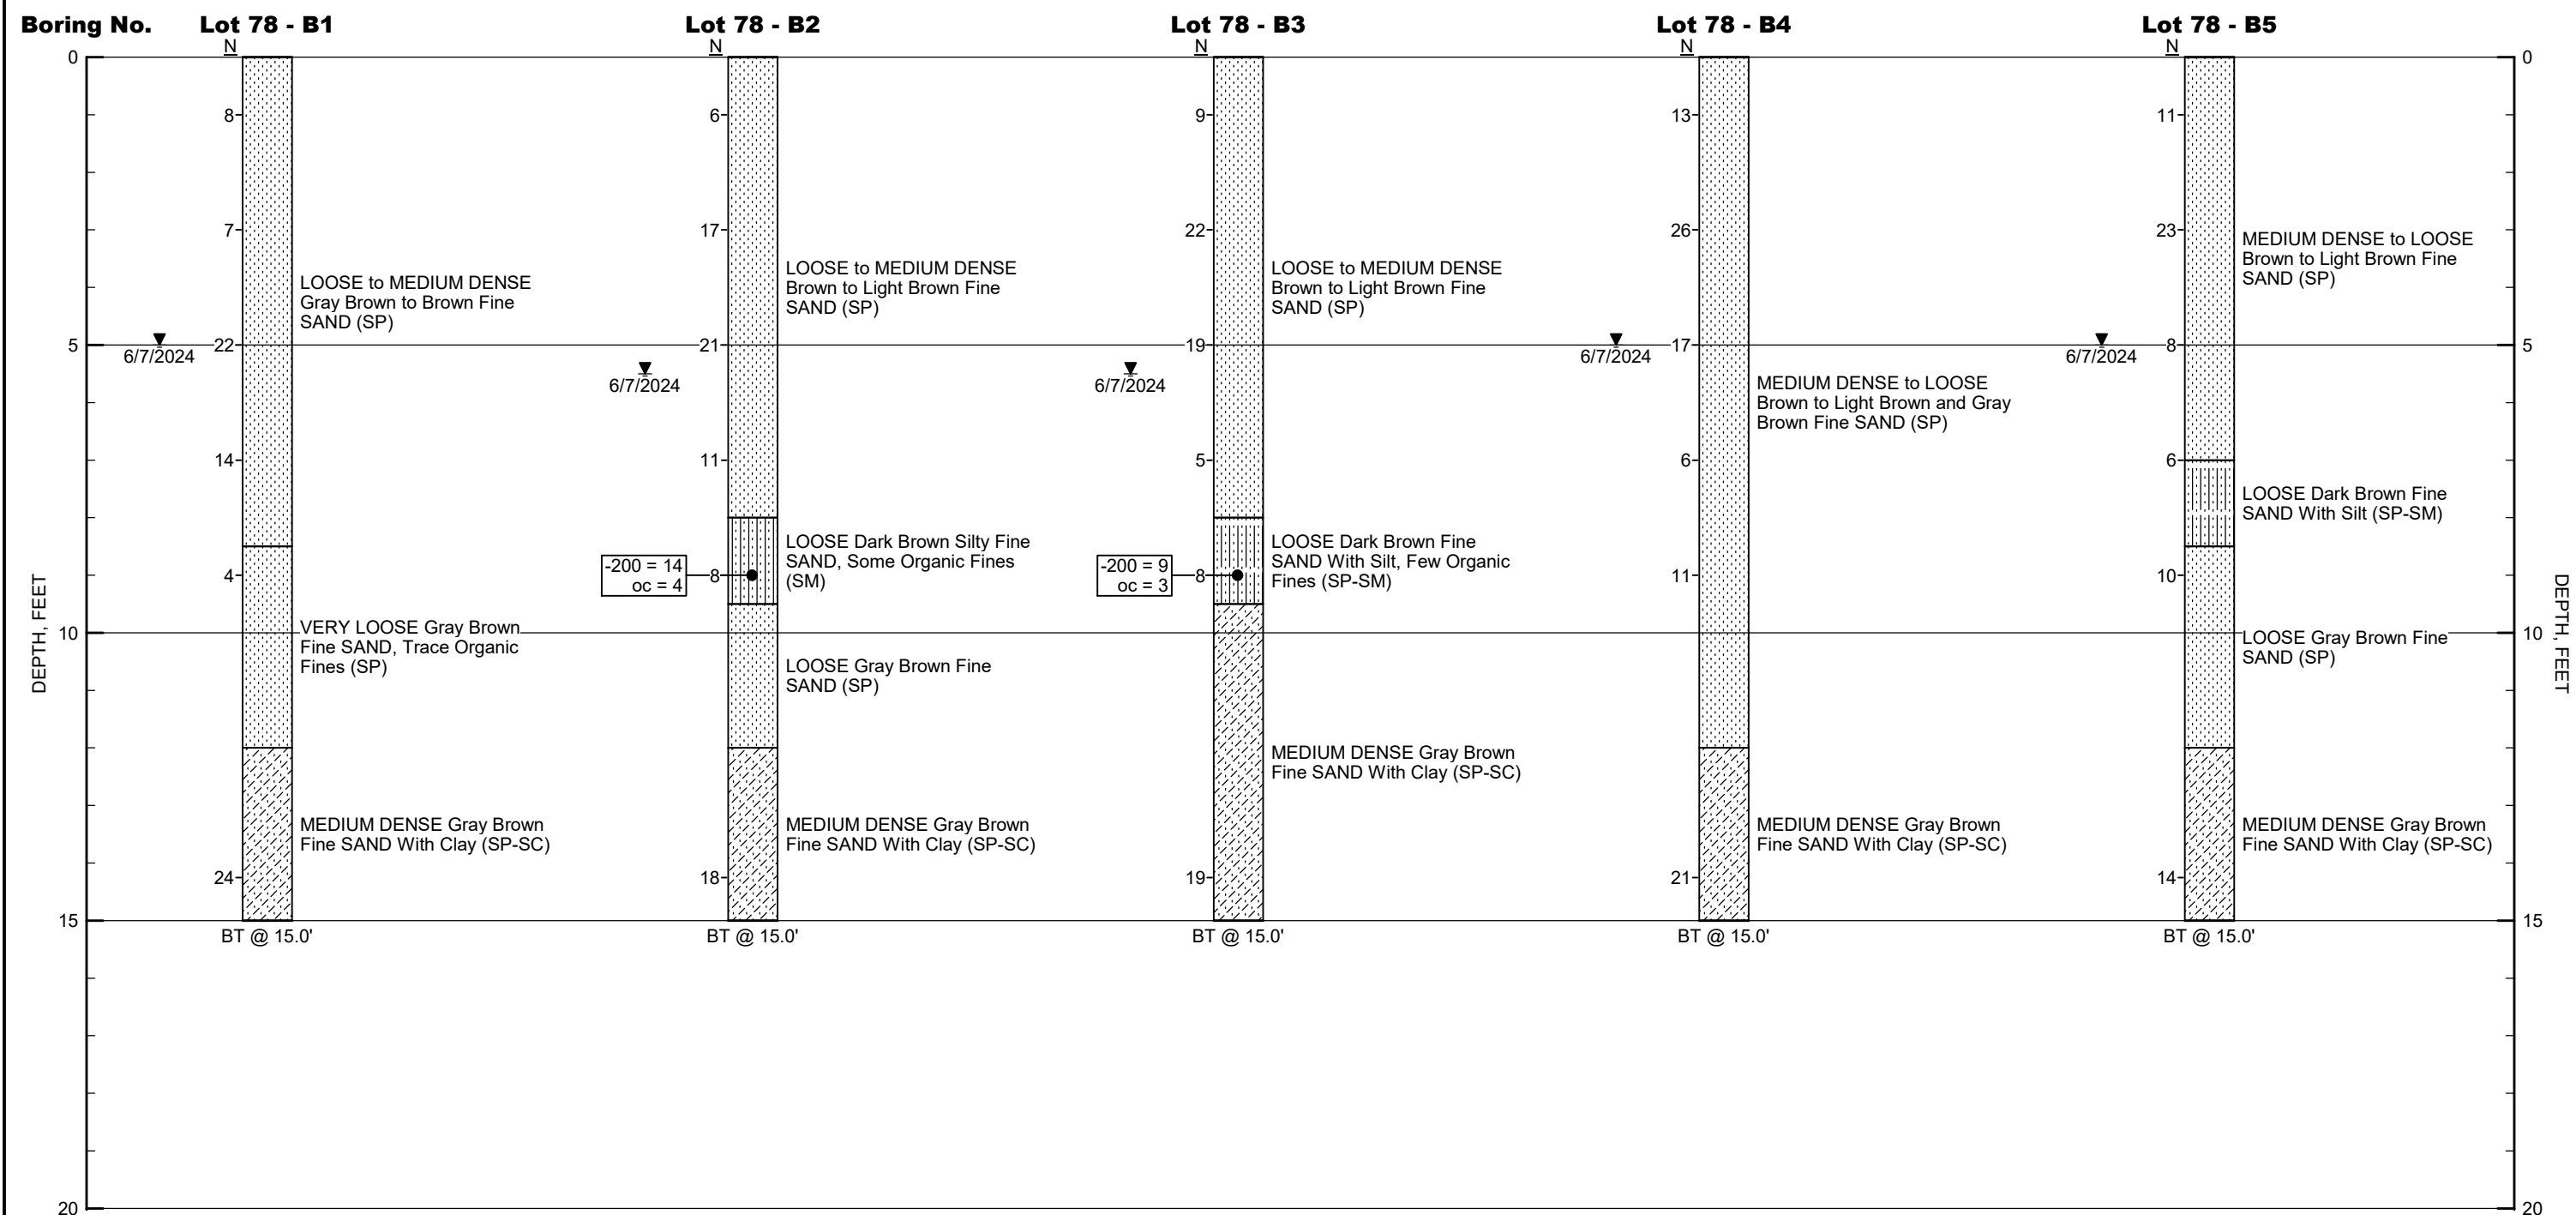 Boring No.
Lot 78 - B1
Lot 78 - B2
Lot 78 - B3
Lot 78 - B4
Lot 78 - B5
N
N
N
N
N
0
5
10
15
20
DEPTH, FEET
8
7
22
14
4
24
6/7/2024
LOOSE to MEDIUM DENSE
Gray Brown to Brown Fine
SAND (SP)
VERY LOOSE Gray Brown
Fine SAND, Trace Organic
Fines (SP)
MEDIUM DENSE Gray Brown
Fine SAND With Clay (SP-SC)
BT @ 15.0'
6
17
21
11
8
18
6/7/2024
-200 = 14
oc = 4
LOOSE to MEDIUM DENSE
Brown to Light Brown Fine
SAND (SP)
LOOSE Dark Brown Silty Fine
SAND, Some Organic Fines
(SM)
LOOSE Gray Brown Fine
SAND (SP)
MEDIUM DENSE Gray Brown
Fine SAND With Clay (SP-SC)
BT @ 15.0'
9
22
19
5
8
19
6/7/2024
-200 = 9
oc = 3
LOOSE to MEDIUM DENSE
Brown to Light Brown Fine
SAND (SP)
LOOSE Dark Brown Fine
SAND With Silt, Few Organic
Fines (SP-SM)
MEDIUM DENSE Gray Brown
Fine SAND With Clay (SP-SC)
BT @ 15.0'
13
26
17
6
11
21
6/7/2024
MEDIUM DENSE to LOOSE
Brown to Light Brown and Gray
Brown Fine SAND (SP)
MEDIUM DENSE Gray Brown
Fine SAND With Clay (SP-SC)
BT @ 15.0'
11
23
8
6
10
14
6/7/2024
MEDIUM DENSE to LOOSE
Brown to Light Brown Fine
SAND (SP)
LOOSE Dark Brown Fine
SAND With Silt (SP-SM)
LOOSE Gray Brown Fine
SAND (SP)
MEDIUM DENSE Gray Brown
Fine SAND With Clay (SP-SC)
BT @ 15.0'
0
5
10
15
20
DEPTH, FEET